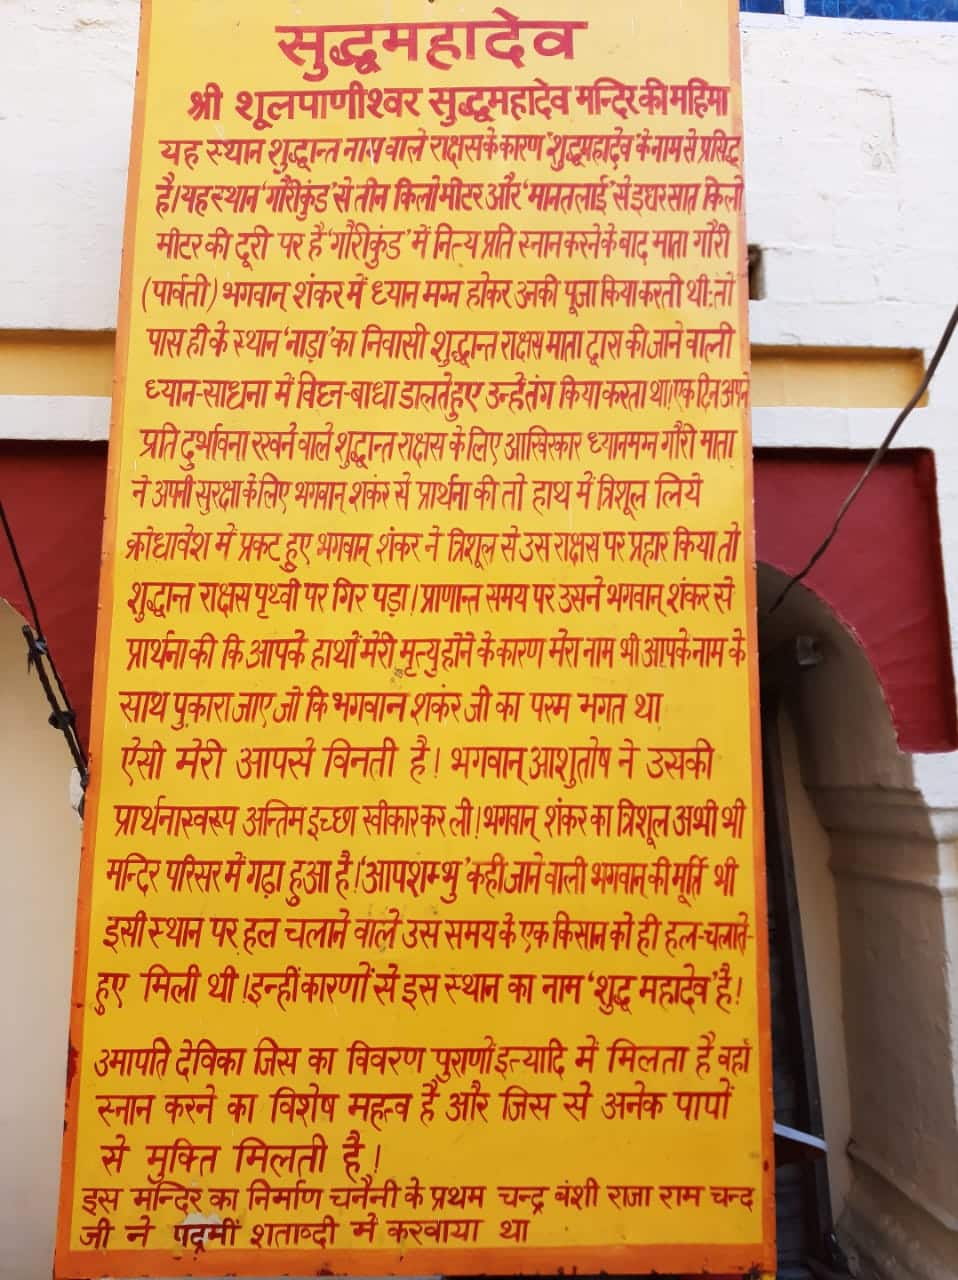 सुद्धमहादेव
श्री शूलपाणीश्वर सुद्धमहादेव मन्दिर की महिमा
यह स्थान शुद्धान्त नाम वाले राक्षस के कारण 'शुद्धमहादेव' के नाम से प्रसिद्ध
है। यह स्थान 'गौरीकुंड' से तीन किलोमीटर और 'मानतलाई' से इधर सात किलो
मीटर की दूरी पर है 'गौरीकुंड' में नित्य प्रति स्नान करने के बाद माता गौरी
(पार्वती) भगवान् शंकर में ध्यान मग्न होकर उनकी पूजा किया करती थी: तो
पास ही के स्थान 'नाड़ा' का निवासी शुद्धान्त राक्षस माता द्वारा की जाने वाली
ध्यान-साधना में विघ्न-बाधा डालते हुए उन्हे तंग किया करता था। एक दिन अपने
प्रति दुर्भावना रखने वाले शुद्धान्त राक्षस के लिए आखिरकार ध्यानमग्न गौरी माता
ने अपनी सुरक्षा के लिए भगवान् शकंर से प्रार्थना की तो हाथ में त्रिशूल लिये
क्रोधावेश में प्रकट हुए भगवान् शंकर ने त्रिशूल से उस राक्षस पर प्रहार किया तो
शुद्धान्त राक्षस पृथ्वी पर गिर पड़ा। प्राणान्त समय पर उसने भगवान् शंकर से
प्रार्थना की कि आपके हाथों मेरी मृत्यु होने के कारण मेरा नाम भी आपके नाम के
साथ पुकारा जाए जो कि भगवान शकंर जी का परम भगत था
ऐसी मेरी आपसे विनती है। भगवान् आशुतोष ने उसकी
प्रार्थनास्वरूप अन्तिम इच्छा स्वीकार कर ली। भगवान् शंकर का त्रिशूल अभी भी
मन्दिर परिसर में गढ़ा हुआ है। 'आपशम्भु' कही जाने वाली भगवान की मूर्त्ति भी
इसी स्थान पर हल चलाने वाले उस समय के एक किसान को ही हल-चलाते-
हुए मिली थी। इन्हीं कारणों से इस स्थान का नाम 'शुद्ध महादेव' है।
उमापति देविका जिस का विवरण पुराणों इत्यादि में मिलता है वहाँ
स्नान करने का विशेष महत्व है और जिस से अनेक पापों
से मुक्ति मिलती है।
इस मन्दिर का निर्माण चनैनी के प्रथम चन्द्र बंशी राजा राम चन्द
जी ने पद्रमीं शताब्दी में करवाया था